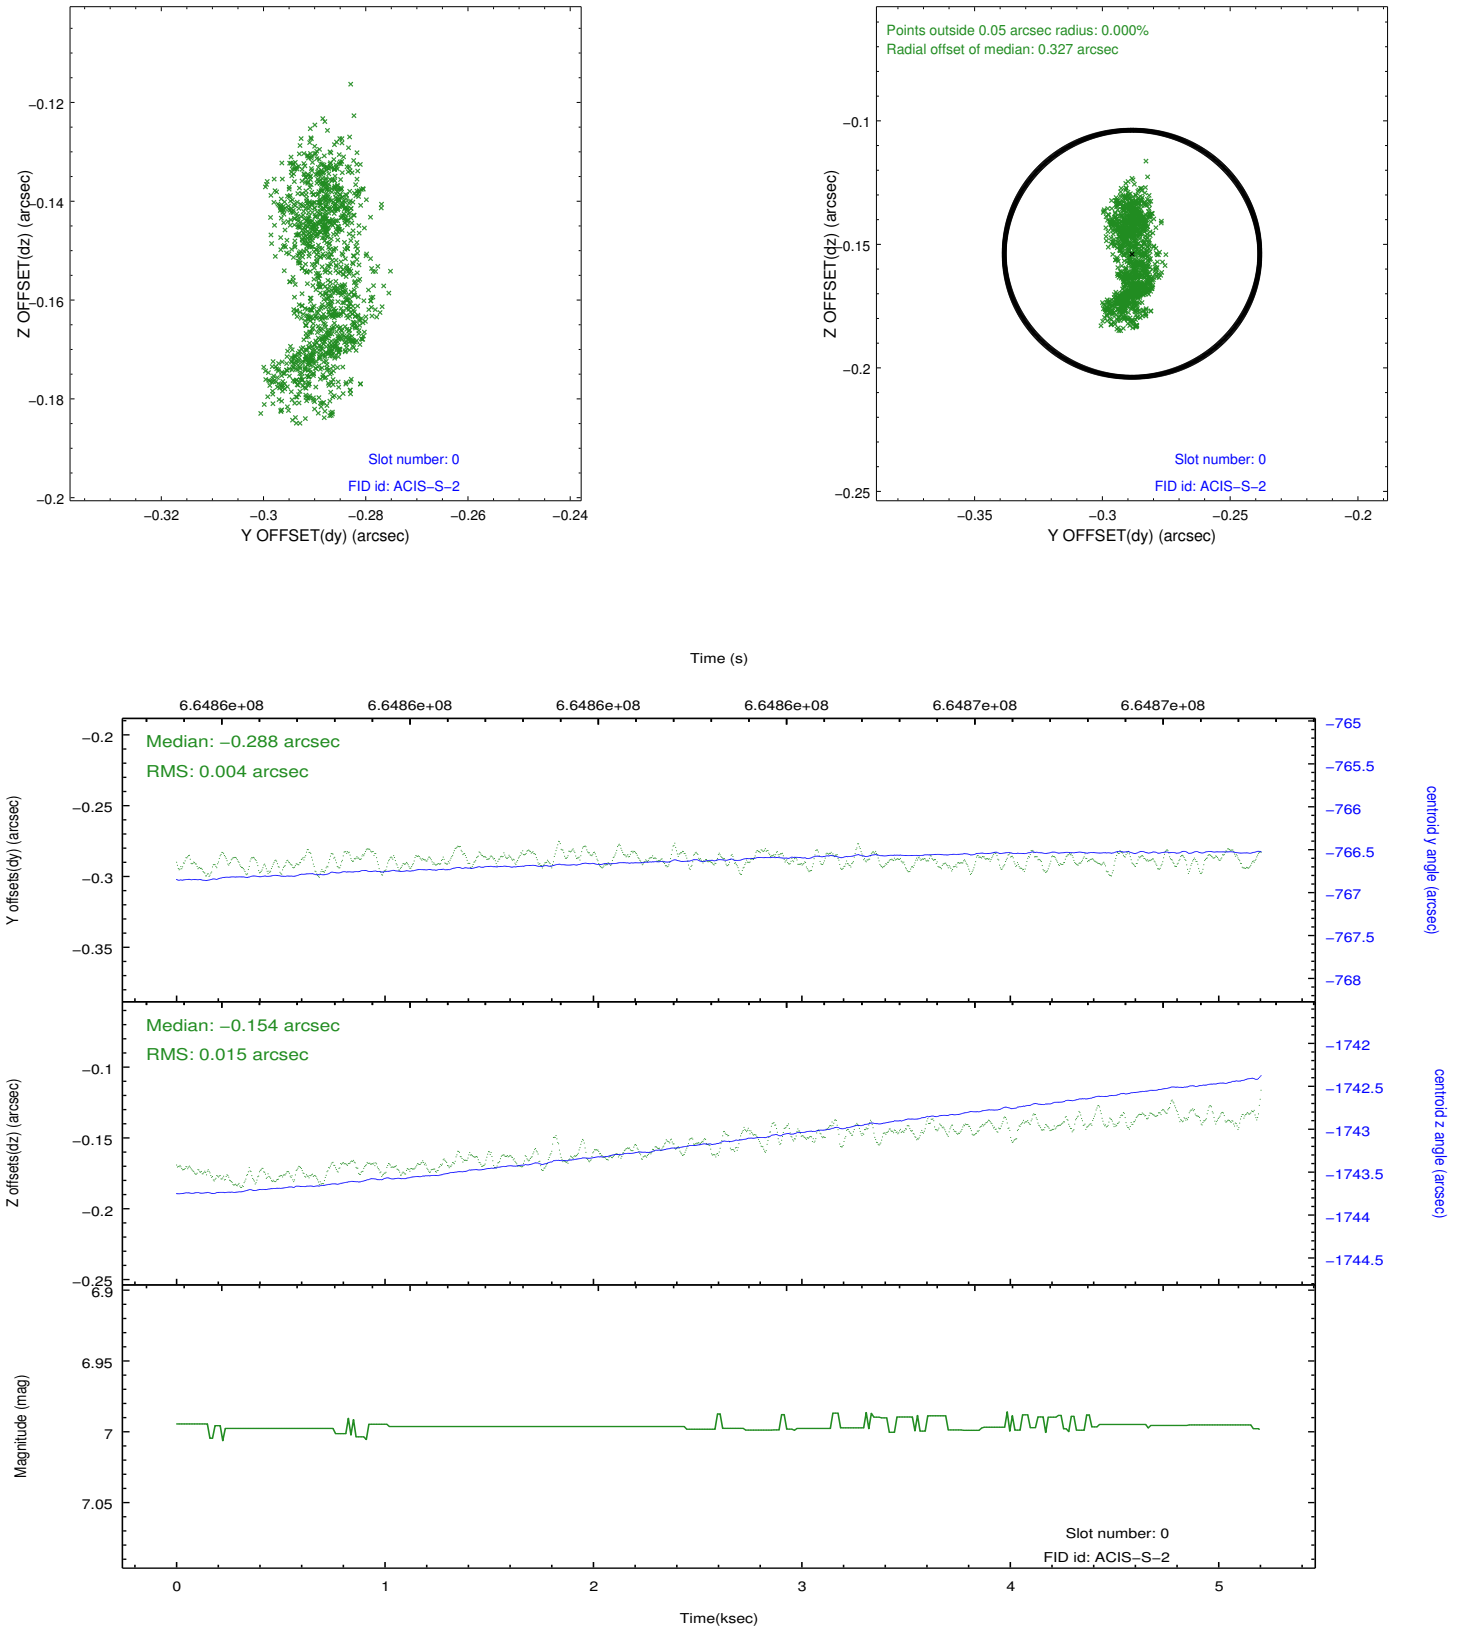 −0.12
−0.14
−0.16
−0.18
−0.2
Z OFFSET(dz) (arcsec)
Slot number: 0
FID id: ACIS−S−2
−0.32
−0.3
−0.28
−0.26
−0.24
Y OFFSET(dy) (arcsec)
Points outside 0.05 arcsec radius: 0.000%
Radial offset of median: 0.327 arcsec
−0.1
−0.15
−0.2
−0.25
Z OFFSET(dz) (arcsec)
Slot number: 0
FID id: ACIS−S−2
−0.35
−0.3
−0.25
−0.2
Y OFFSET(dy) (arcsec)
Time (s)
6.6486e+08
6.6486e+08
6.6486e+08
6.6486e+08
6.6487e+08
6.6487e+08
Median: −0.288 arcsec
RMS: 0.004 arcsec
−0.2
−0.25
−0.3
−0.35
Y offsets(dy) (arcsec)
−765
−765.5
−766
−766.5
−767
−767.5
−768
centroid y angle (arcsec)
Median: −0.154 arcsec
RMS: 0.015 arcsec
−0.1
−0.15
−0.2
−0.25
Z offsets(dz) (arcsec)
−1742
−1742.5
−1743
−1743.5
−1744
−1744.5
centroid z angle (arcsec)
6.9
6.95
7
7.05
Magnitude (mag)
Slot number: 0
FID id: ACIS−S−2
0
1
2
3
4
5
Time(ksec)